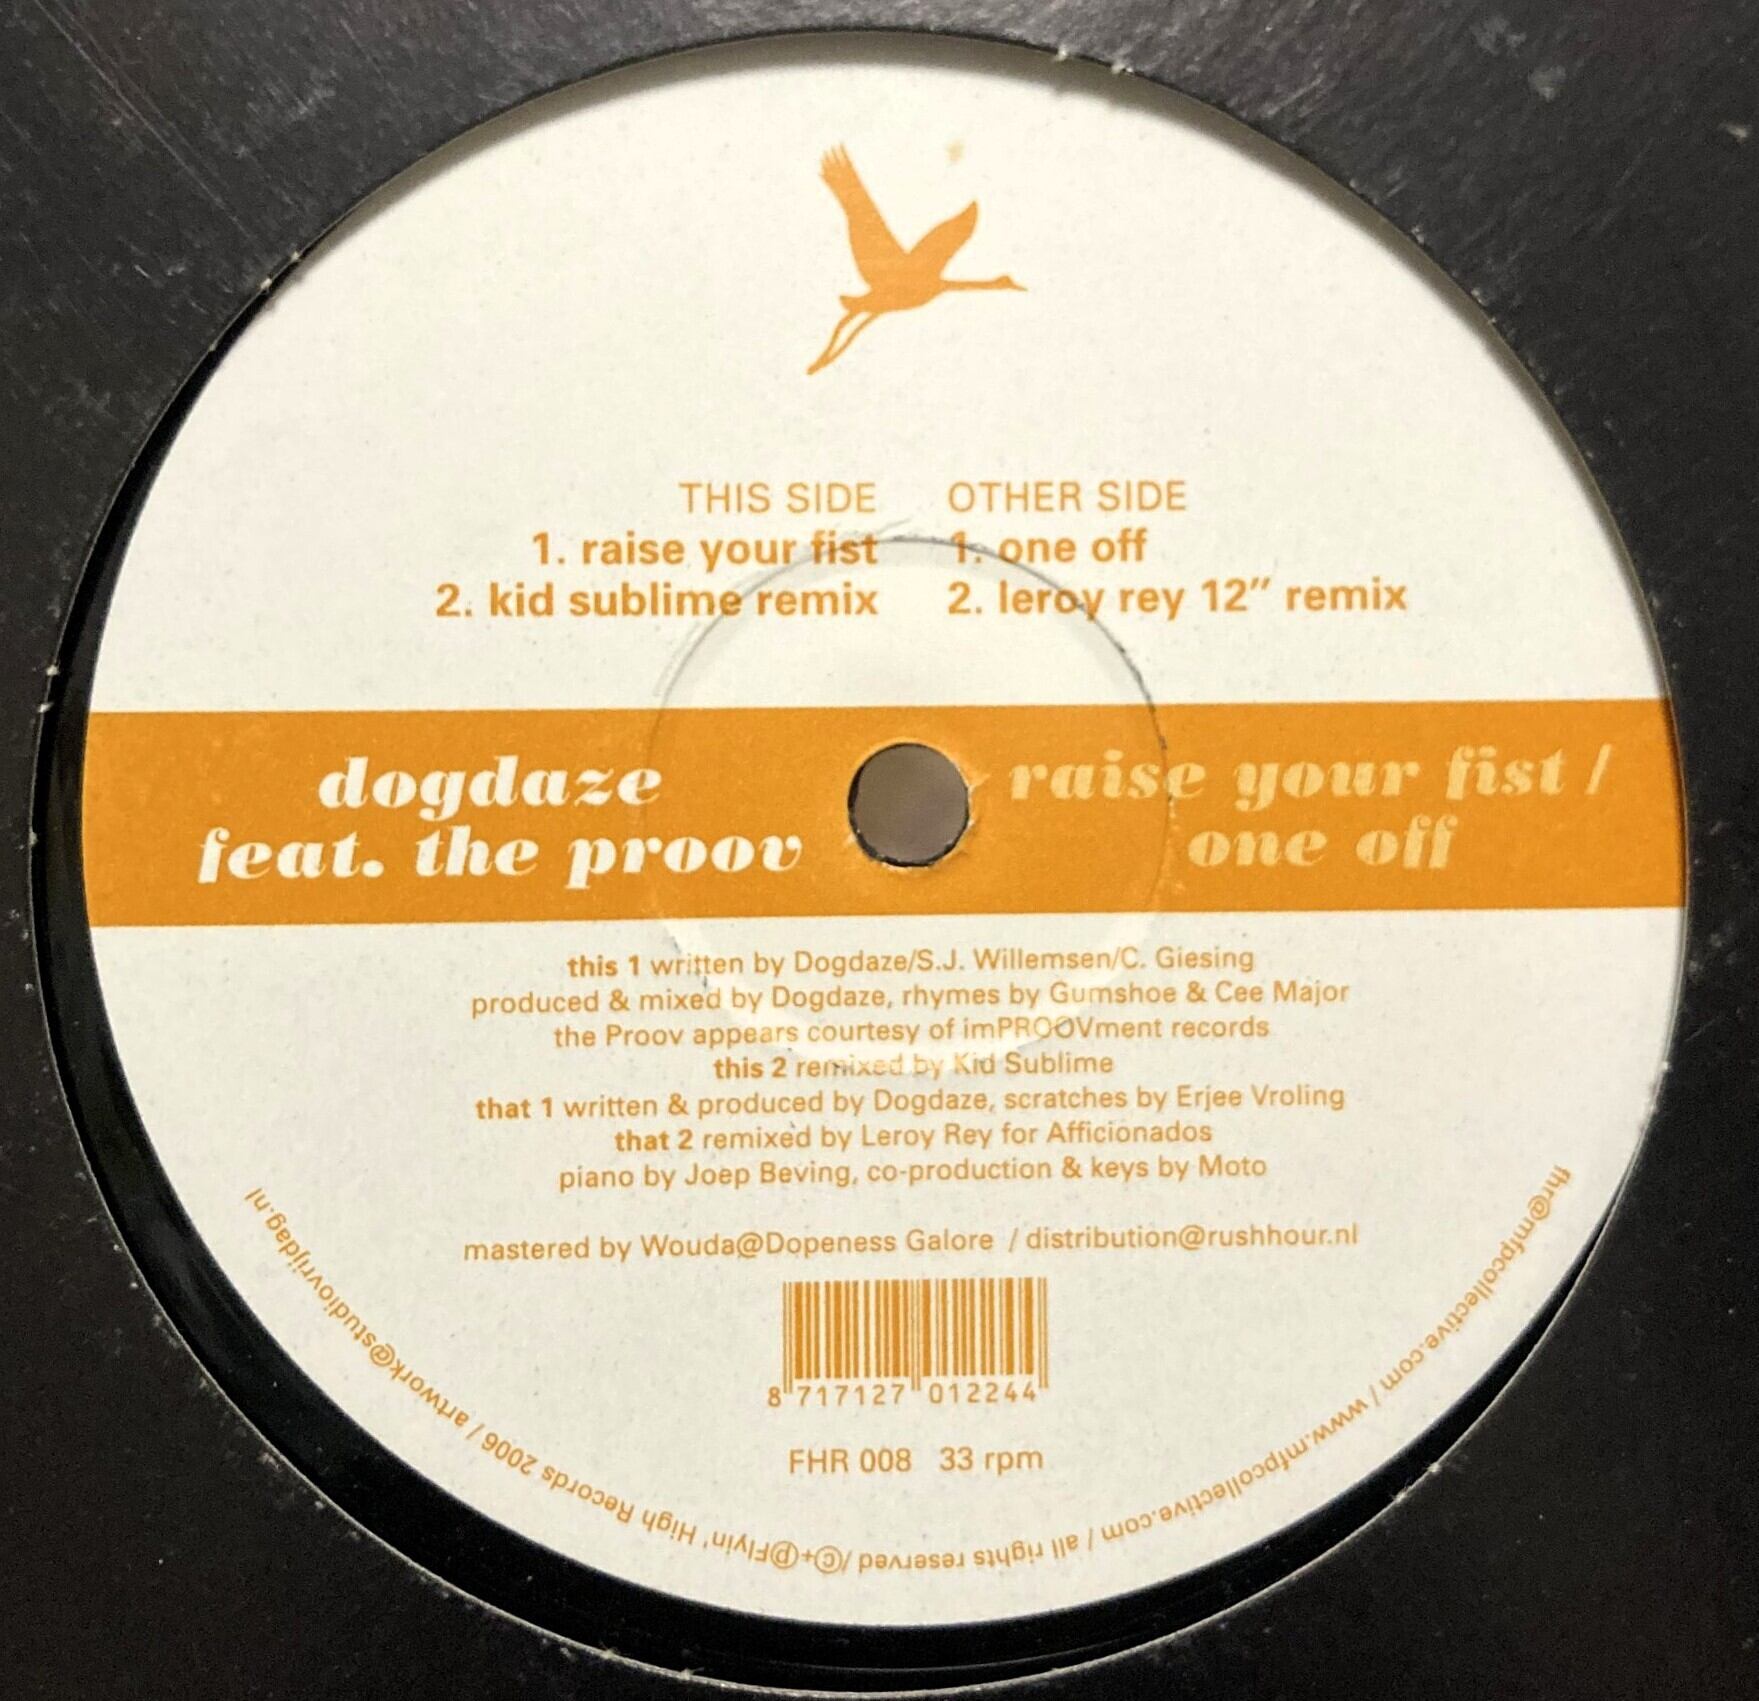 THIS SIDE
1. raise your fist
2. kid sublime remix
OTHER SIDE
1. one off
2. leroy rey 12” remix
dogdaze
feat. the proov
raise your fist /
one off
this 1 written by Dogdaze/S.J. Willemsen/C. Giesing
produced & mixed by Dogdaze, rhymes by Gumshoe & Cee Major
the Proov appears courtesy of imPROOVment records
this 2 remixed by Kid Sublime
that 1 written & produced by Dogdaze, scratches by Erjee Vroling
that 2 remixed by Leroy Rey for Afficionados
piano by Joep Beving, co-production & keys by Moto
mastered by Wouda@Dopeness Galore / distribution@rushhour.nl
8 717127 012244
FHR 008 33 rpm
fhr@mfpcollective.com / www.mfpcollective.com / all rights reserved /©+℗Flyin' High Records 2006 / artwork@studiovrijdag.nl